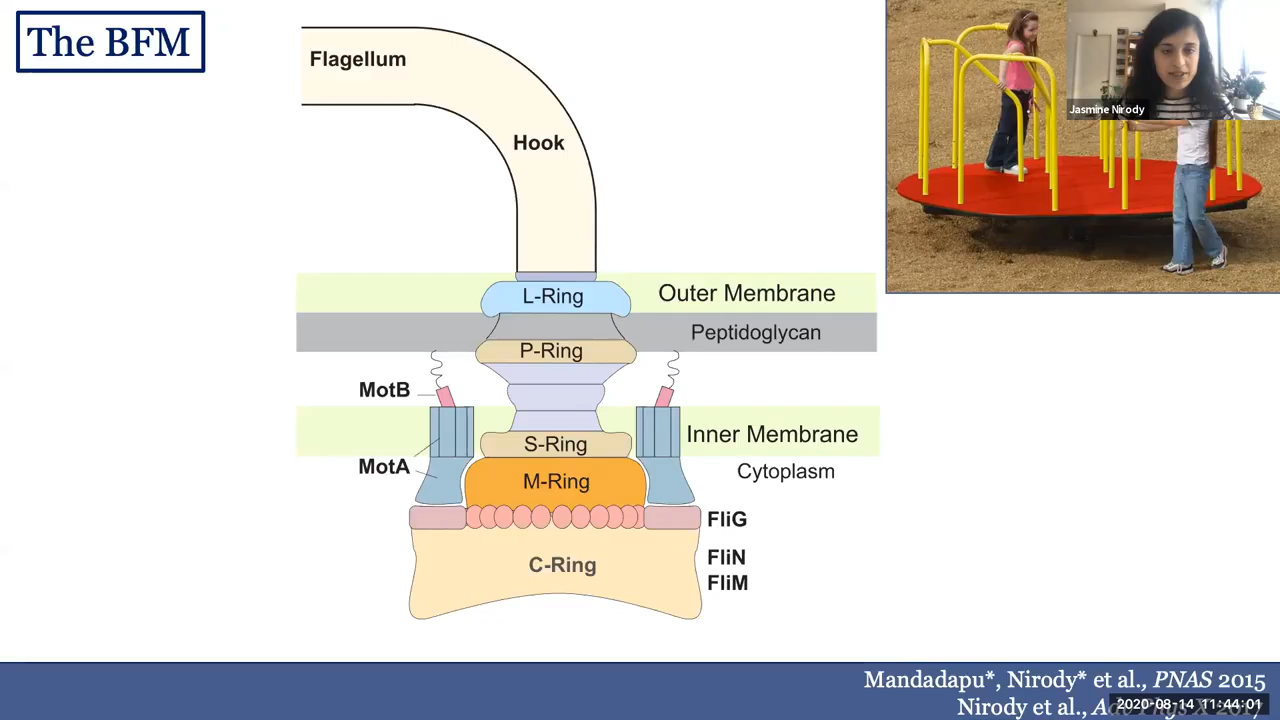 The BFM
Flagellum
Hook
Jasmine Nirody
L-Ring
Outer Membrane
Peptidoglycan
P-Ring
MotB
S-Ring
Inner Membrane
MotA
Cytoplasm
M-Ring
FliG
FliN
C-Ring
FliM
Mandadapu*, Nirody* et al., PNAS 2015
Nirody et al.,
2020-08-14 11:44:01